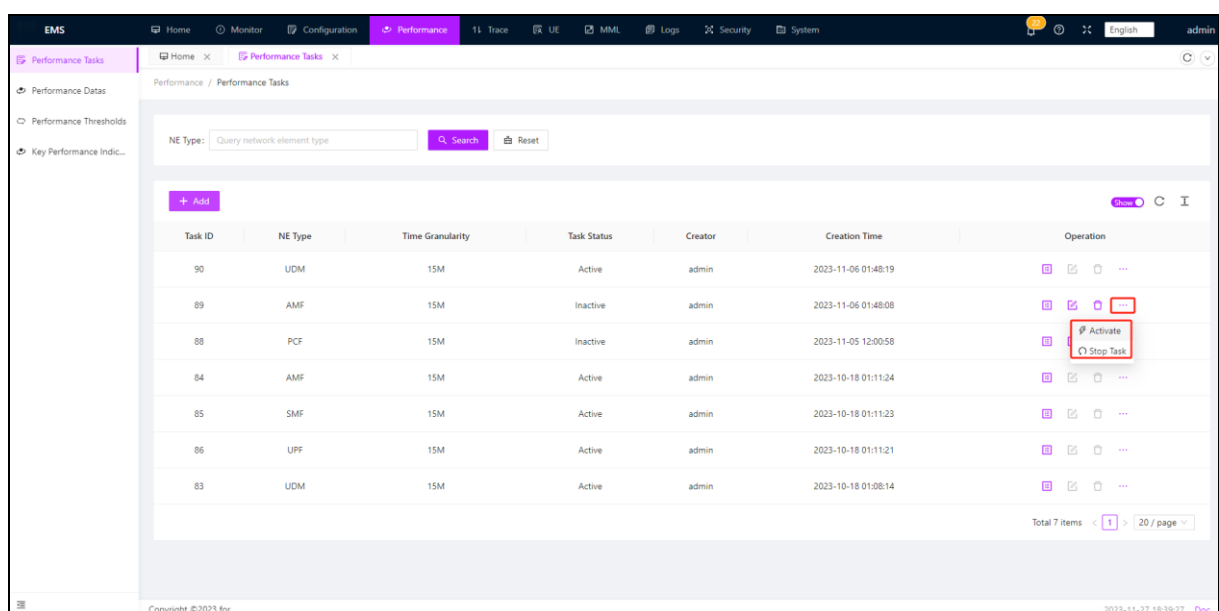 EMS Home Monitor Configuration Performance Trace UE MML Logs Security System 22 English admin
Performance Tasks Home Performance Tasks
Performance / Performance Tasks
Performance Datas
Performance Thresholds
NE Type: Query network element type Search Reset
Key Performance Indic...
+ Add Show
Task ID NE Type Time Granularity Task Status Creator Creation Time Operation
90 UDM 15M Active admin 2023-11-06 01:48:19
89 AMF 15M Inactive admin 2023-11-06 01:48:08
Activate
88 PCF 15M Inactive admin 2023-11-05 12:00:58
Stop Task
84 AMF 15M Active admin 2023-10-18 01:11:24
85 SMF 15M Active admin 2023-10-18 01:11:23
86 UPF 15M Active admin 2023-10-18 01:11:21
83 UDM 15M Active admin 2023-10-18 01:08:14
Total 7 items < 1 > 20 / page
Copyright ©2023 for 2023-11-27 18:39:27 Doc